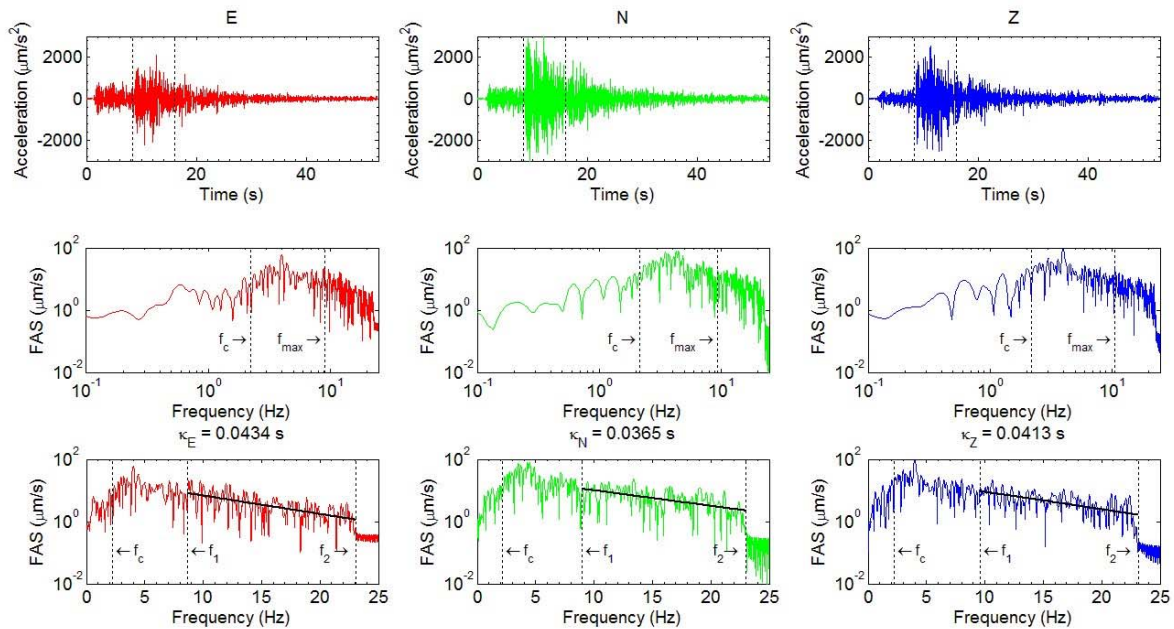 E N Z
Acceleration (μm/s²) 2000 0 -2000 Acceleration (μm/s²) 2000 0 -2000 Acceleration (μm/s²) 2000 0 -2000
0 20 40 0 20 40 0 20 40
Time (s) Time (s) Time (s)
FAS (μm/s) 10² 10⁰ 10⁻² FAS (μm/s) 10² 10⁰ 10⁻² FAS (μm/s) 10² 10⁰ 10⁻²
f_c → f_max → f_c → f_max → f_c → f_max →
10⁻¹ 10⁰ 10¹ 10⁻¹ 10⁰ 10¹ 10⁻¹ 10⁰ 10¹
Frequency (Hz) Frequency (Hz) Frequency (Hz)
κ_E = 0.0434 s κ_N = 0.0365 s κ_Z = 0.0413 s
FAS (μm/s) 10² 10⁰ 10⁻² FAS (μm/s) 10² 10⁰ 10⁻² FAS (μm/s) 10² 10⁰ 10⁻²
← f_c ← f_1 f_2 → ← f_c ← f_1 f_2 → ← f_c ← f_1 f_2 →
0 5 10 15 20 25 0 5 10 15 20 25 0 5 10 15 20 25
Frequency (Hz) Frequency (Hz) Frequency (Hz)